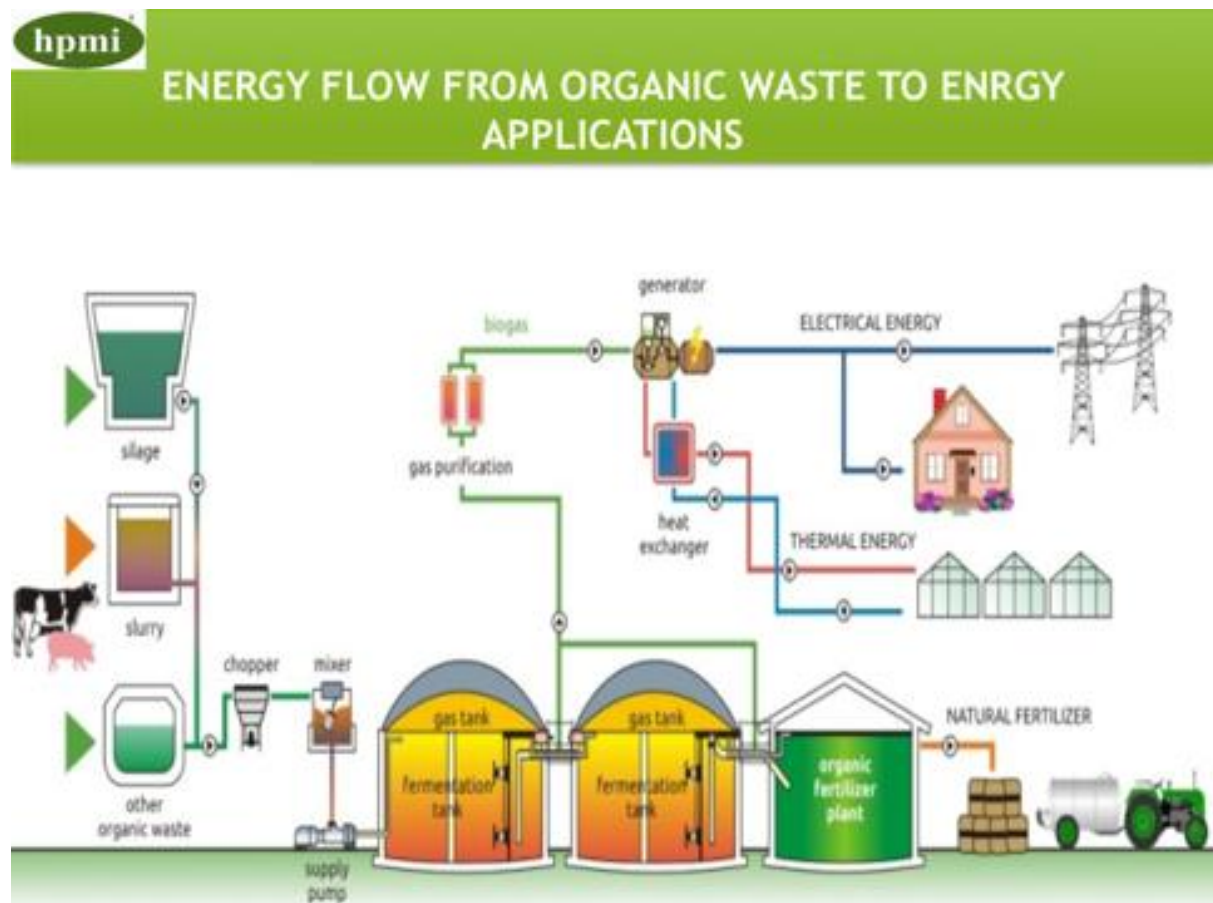 hpmi
ENERGY FLOW FROM ORGANIC WASTE TO ENRGY
APPLICATIONS
generator
biogas
ELECTRICAL ENERGY
silage
gas purification
heat
exchanger
THERMAL ENERGY
slurry
chopper
mixer
gas tank
gas tank
NATURAL FERTILIZER
fermentation
tank
fermentation
tank
organic
fertilizer
plant
other
organic waste
supply
pump